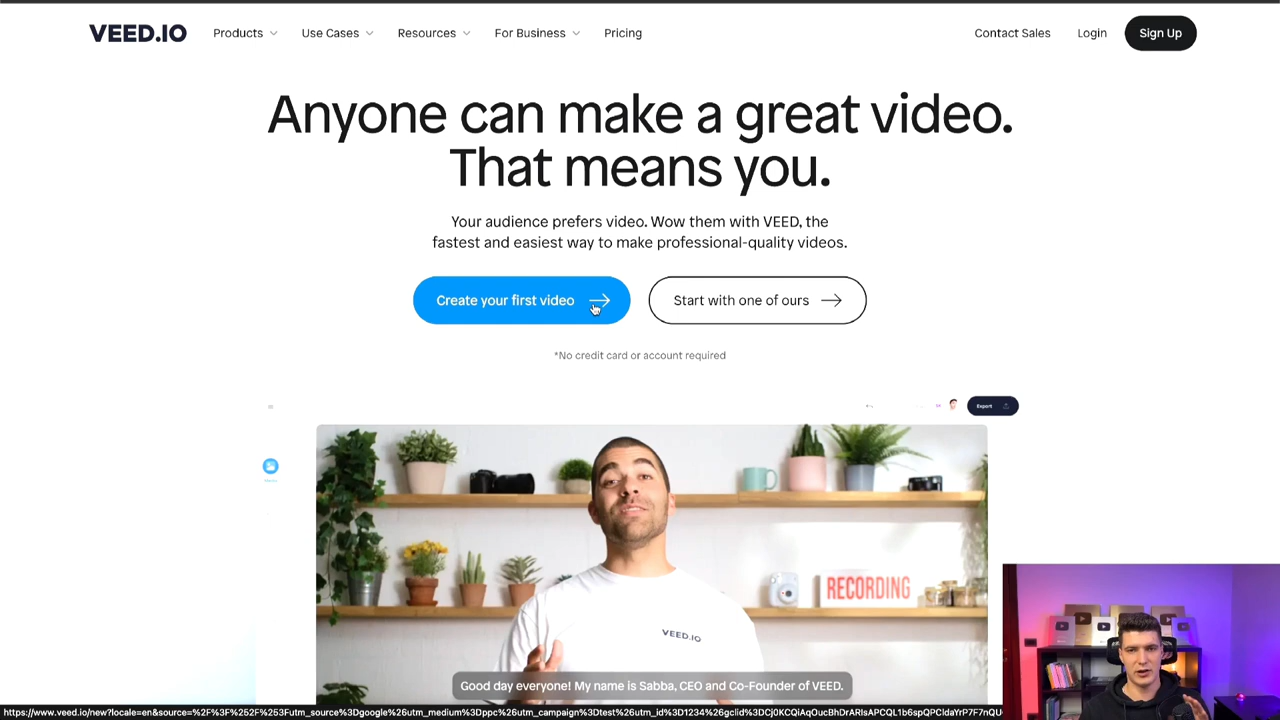 VEED.IO
Products
Use Cases
Resources
For Business
Pricing
Contact Sales
Login
Sign Up
Anyone can make a great video.
That means you.
Your audience prefers video. Wow them with VEED, the
fastest and easiest way to make professional-quality videos.
Create your first video
Start with one of ours
*No credit card or account required
Export
RECORDING
VEED.IO
Good day everyone! My name is Sabba, CEO and Co-Founder of VEED.